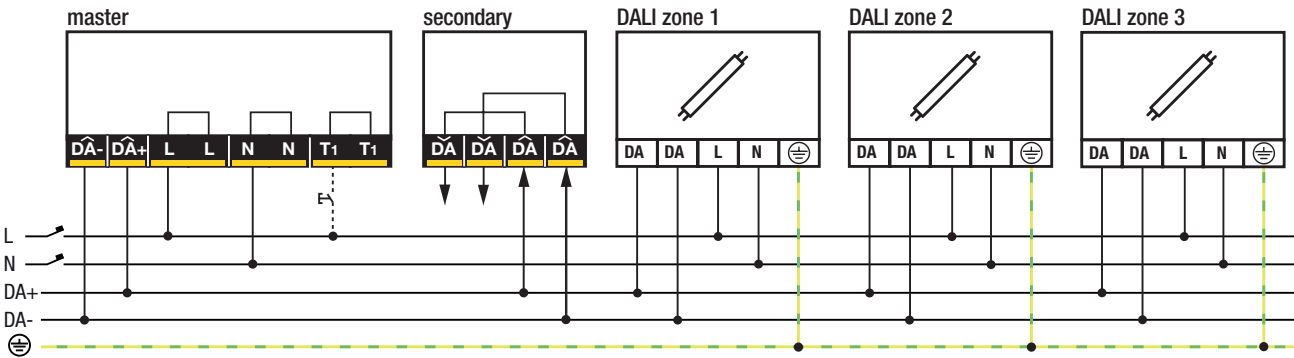 master secondary DALI zone 1 DALI zone 2 DALI zone 3
DA- DA+ L L N N T1 T1 DA DA DA DA DA DA L N DA DA L N DA DA L N
L
N
DA+
DA-